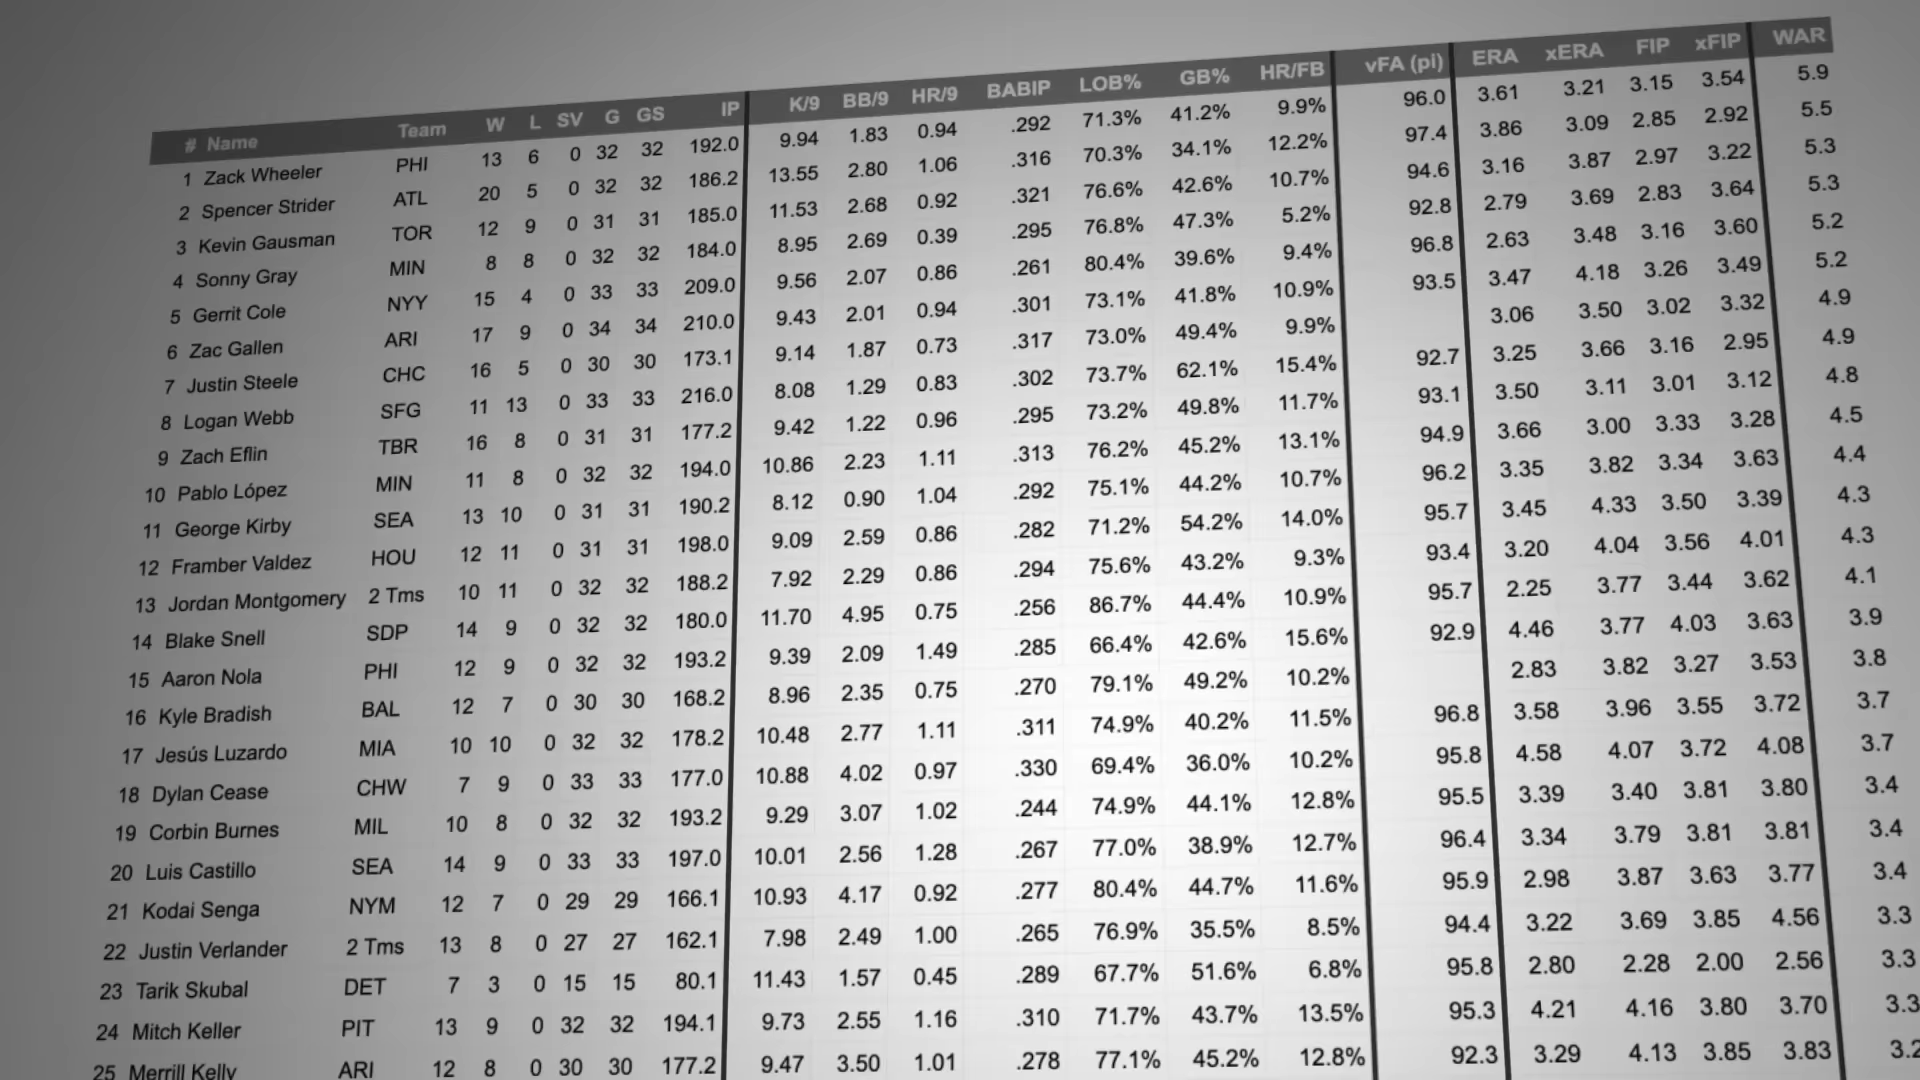 # Name Team W L SV G GS IP K/9 BB/9 HR/9 BABIP LOB% GB% HR/FB vFA (pi) ERA xERA FIP xFIP WAR
1 Zack Wheeler PHI 13 6 0 32 32 192.0 9.94 1.83 0.94 .292 71.3% 41.2% 9.9% 96.0 3.61 3.21 3.15 3.54 5.9
2 Spencer Strider ATL 20 5 0 32 32 186.2 13.55 2.80 1.06 .316 70.3% 34.1% 12.2% 97.4 3.86 3.09 2.85 2.92 5.5
3 Kevin Gausman TOR 12 9 0 31 31 185.0 11.53 2.68 0.92 .321 76.6% 42.6% 10.7% 94.6 3.16 3.87 2.97 3.22 5.3
4 Sonny Gray MIN 8 8 0 32 32 184.0 8.95 2.69 0.39 .295 76.8% 47.3% 5.2% 92.8 2.79 3.69 2.83 3.64 5.3
5 Gerrit Cole NYY 15 4 0 33 33 209.0 9.56 2.07 0.86 .261 80.4% 39.6% 9.4% 96.8 2.63 3.48 3.16 3.60 5.2
6 Zac Gallen ARI 17 9 0 34 34 210.0 9.43 2.01 0.94 .301 73.1% 41.8% 10.9% 93.5 3.47 4.18 3.26 3.49 5.2
7 Justin Steele CHC 16 5 0 30 30 173.1 9.14 1.87 0.73 .317 73.0% 49.4% 9.9% 3.06 3.50 3.02 3.32 4.9
8 Logan Webb SFG 11 13 0 33 33 216.0 8.08 1.29 0.83 .302 73.7% 62.1% 15.4% 92.7 3.25 3.66 3.16 2.95 4.9
9 Zach Eflin TBR 16 8 0 31 31 177.2 9.42 1.22 0.96 .295 73.2% 49.8% 11.7% 93.1 3.50 3.11 3.01 3.12 4.8
10 Pablo López MIN 11 8 0 32 32 194.0 10.86 2.23 1.11 .313 76.2% 45.2% 13.1% 94.9 3.66 3.00 3.33 3.28 4.5
11 George Kirby SEA 13 10 0 31 31 190.2 8.12 0.90 1.04 .292 75.1% 44.2% 10.7% 96.2 3.35 3.82 3.34 3.63 4.4
12 Framber Valdez HOU 12 11 0 31 31 198.0 9.09 2.59 0.86 .282 71.2% 54.2% 14.0% 95.7 3.45 4.33 3.50 3.39 4.3
13 Jordan Montgomery 2 Tms 10 11 0 32 32 188.2 7.92 2.29 0.86 .294 75.6% 43.2% 9.3% 93.4 3.20 4.04 3.56 4.01 4.3
14 Blake Snell SDP 14 9 0 32 32 180.0 11.70 4.95 0.75 .256 86.7% 44.4% 10.9% 95.7 2.25 3.77 3.44 3.62 4.1
15 Aaron Nola PHI 12 9 0 32 32 193.2 9.39 2.09 1.49 .285 66.4% 42.6% 15.6% 92.9 4.46 3.77 4.03 3.63 3.9
16 Kyle Bradish BAL 12 7 0 30 30 168.2 8.96 2.35 0.75 .270 79.1% 49.2% 10.2% 2.83 3.82 3.27 3.53 3.8
17 Jesús Luzardo MIA 10 10 0 32 32 178.2 10.48 2.77 1.11 .311 74.9% 40.2% 11.5% 96.8 3.58 3.96 3.55 3.72 3.7
18 Dylan Cease CHW 7 9 0 33 33 177.0 10.88 4.02 0.97 .330 69.4% 36.0% 10.2% 95.8 4.58 4.07 3.72 4.08 3.7
19 Corbin Burnes MIL 10 8 0 32 32 193.2 9.29 3.07 1.02 .244 74.9% 44.1% 12.8% 95.5 3.39 3.40 3.81 3.80 3.4
20 Luis Castillo SEA 14 9 0 33 33 197.0 10.01 2.56 1.28 .267 77.0% 38.9% 12.7% 96.4 3.34 3.79 3.81 3.81 3.4
21 Kodai Senga NYM 12 7 0 29 29 166.1 10.93 4.17 0.92 .277 80.4% 44.7% 11.6% 95.9 2.98 3.87 3.63 3.77 3.4
22 Justin Verlander 2 Tms 13 8 0 27 27 162.1 7.98 2.49 1.00 .265 76.9% 35.5% 8.5% 94.4 3.22 3.69 3.85 4.56 3.3
23 Tarik Skubal DET 7 3 0 15 15 80.1 11.43 1.57 0.45 .289 67.7% 51.6% 6.8% 95.8 2.80 2.28 2.00 2.56 3.3
24 Mitch Keller PIT 13 9 0 32 32 194.1 9.73 2.55 1.16 .310 71.7% 43.7% 13.5% 95.3 4.21 4.16 3.80 3.70 3.3
25 Merrill Kelly ARI 12 8 0 30 30 177.2 9.47 3.50 1.01 .278 77.1% 45.2% 12.8% 92.3 3.29 4.13 3.85 3.83 3.2